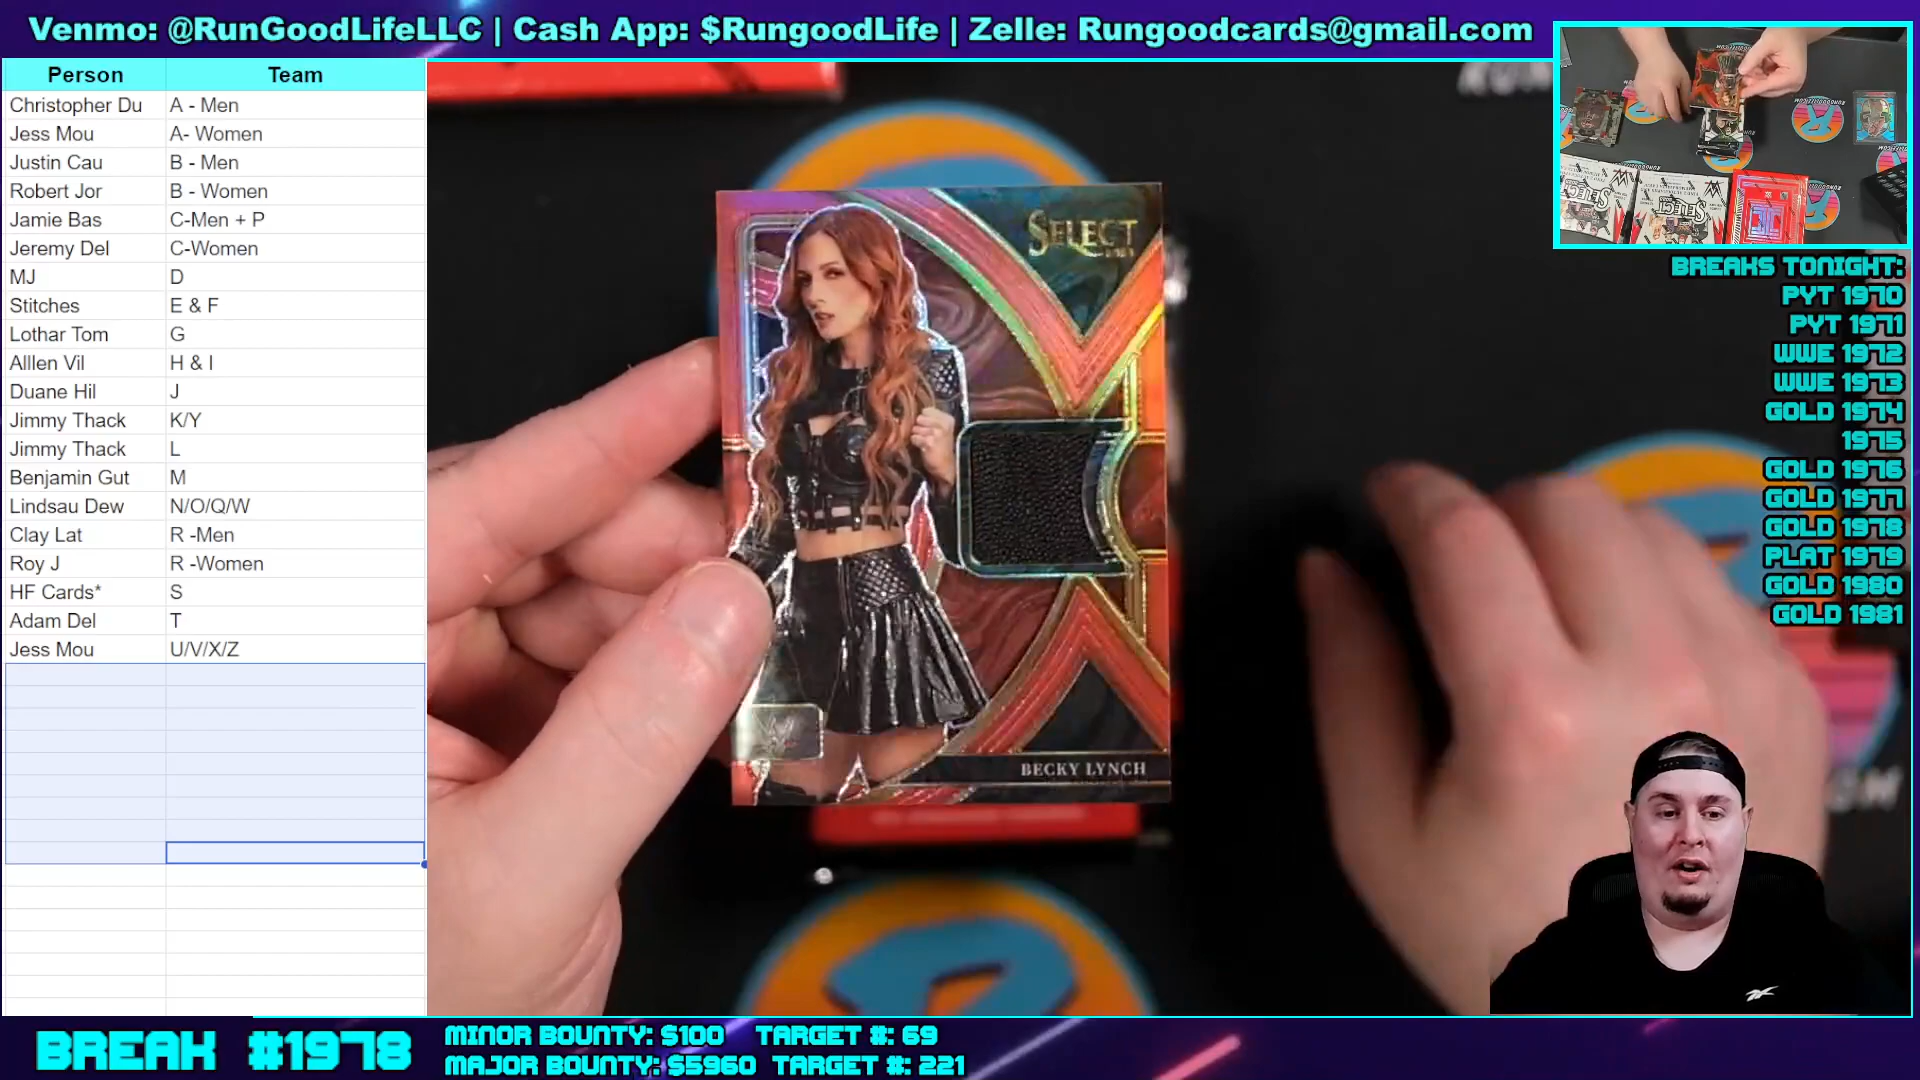 Venmo: @RunGoodLifeLLC | Cash App: $RungoodLife | Zelle: Rungoodcards@gmail.com
Person Team
Christopher Du A - Men
Jess Mou A- Women
Justin Cau B - Men
Robert Jor B - Women
Jamie Bas C-Men + P
Jeremy Del C-Women
MJ D
Stitches E & F
Lothar Tom G
Alllen Vil H & I
Duane Hil J
Jimmy Thack K/Y
Jimmy Thack L
Benjamin Gut M
Lindsau Dew N/O/Q/W
Clay Lat R -Men
Roy J R -Women
HF Cards* S
Adam Del T
Jess Mou U/V/X/Z
SELECT
BECKY LYNCH
SELECT
SELECT
BREAKS TONIGHT:
PYT 1970
PYT 1971
WWE 1972
WWE 1973
GOLD 1974
1975
GOLD 1976
GOLD 1977
GOLD 1978
PLAT 1979
GOLD 1980
GOLD 1981
BREAK #1978
MINOR BOUNTY: $100 TARGET #: 69
MAJOR BOUNTY: $5960 TARGET #: 221